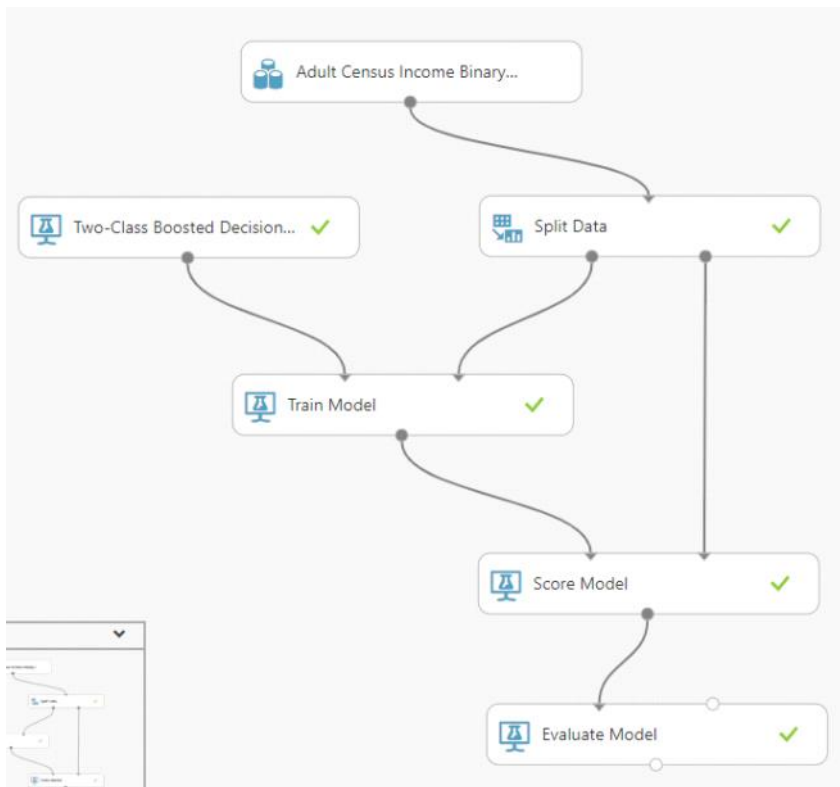 Adult Census Income Binary...
Two-Class Boosted Decision...
Split Data
Train Model
Score Model
Evaluate Model